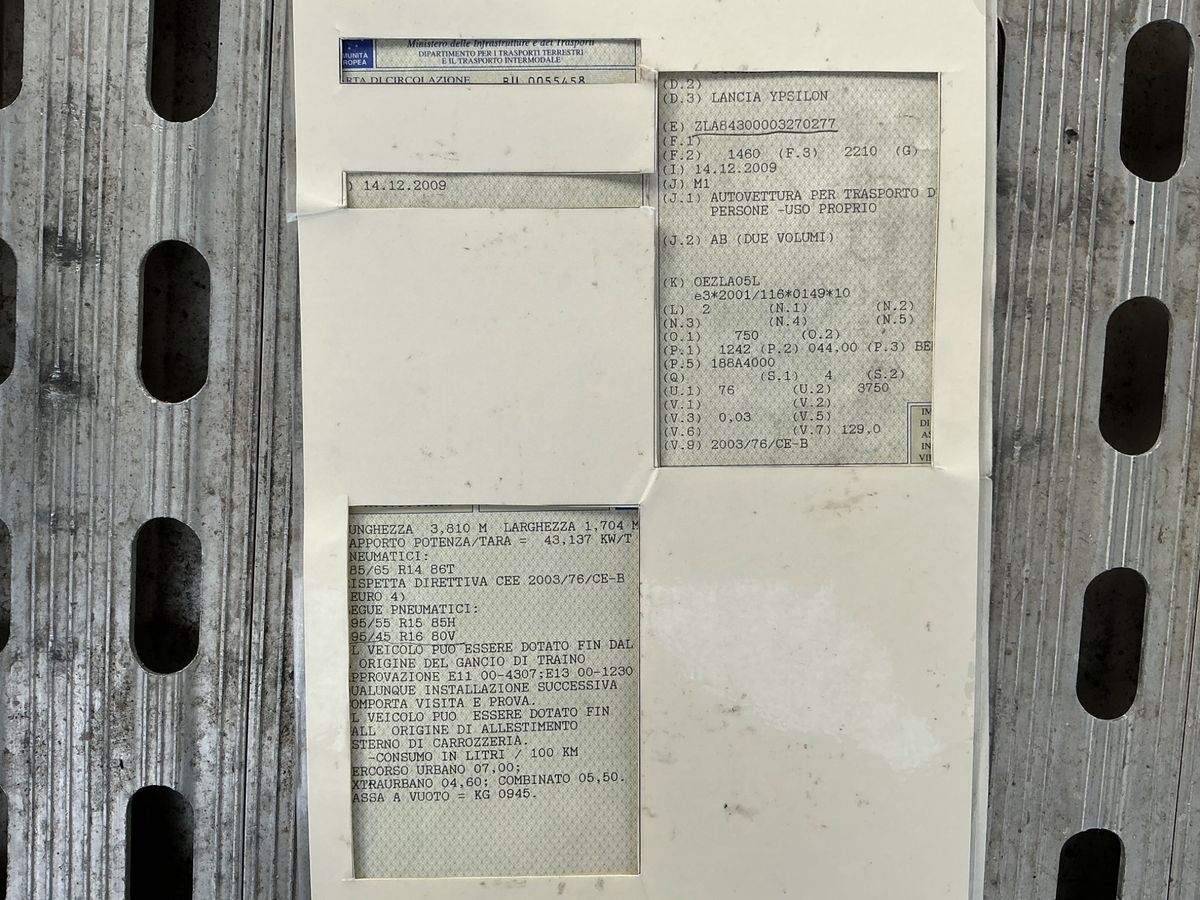 MUNITÀ
ROPEA
Ministero delle Infrastrutture e dei Trasporti
DIPARTIMENTO PER I TRASPORTI TERRESTRI
E IL TRASPORTO INTERMODALE
RTA DI CIRCOLAZIONE BU 0055458
) 14.12.2009
UNGHEZZA 3,810 M LARGHEZZA 1,704 M
APPORTO POTENZA/TARA = 43,137 KW/T
NEUMATICI:
85/65 R14 86T
ISPETTA DIRETTIVA CEE 2003/76/CE-B
EURO 4)
EGUE PNEUMATICI:
95/55 R15 85H
95/45 R16 80V
L VEICOLO PUO ESSERE DOTATO FIN DAL
ORIGINE DEL GANCIO DI TRAINO
PPROVAZIONE E11 00-4307;E13 00-1230
UALUNQUE INSTALLAZIONE SUCCESSIVA
OMPORTA VISITA E PROVA.
L VEICOLO PUO ESSERE DOTATO FIN
ALL ORIGINE DI ALLESTIMENTO
STERNO DI CARROZZERIA.
-CONSUMO IN LITRI / 100 KM
ERCORSO URBANO 07,00;
XTRAURBANO 04,60; COMBINATO 05,50.
ASSA A VUOTO = KG 0945.
(D.2)
(D.3) LANCIA YPSILON
(E) ZLA84300003270277
(F.1)
(F.2) 1460 (F.3) 2210 (G)
(I) 14.12.2009
(J) M1
(J.1) AUTOVETTURA PER TRASPORTO D
PERSONE -USO PROPRIO
(J.2) AB (DUE VOLUMI)
(K) OEZLA05L
e3*2001/116*0149*10
(L) 2 (N.1) (N.2)
(N.3) (N.4) (N.5)
(O.1) 750 (O.2)
(P.1) 1242 (P.2) 044,00 (P.3) BE
(P.5) 188A4000
(Q) (S.1) 4 (S.2)
(U.1) 76 (U.2) 3750
(V.1) (V.2)
(V.3) 0,03 (V.5)
(V.6) (V.7) 129,0
(V.9) 2003/76/CE-B
IM
DI
AS
IN
VEI